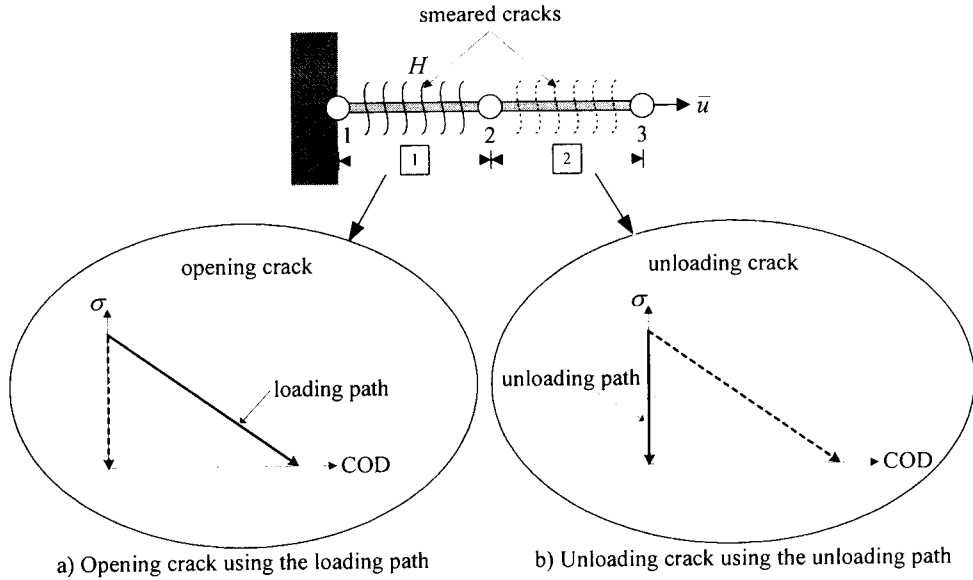 smeared cracks
H
u̅
1 2 3
1 2
opening crack
σ
loading path
COD
unloading crack
σ
unloading path
COD
a) Opening crack using the loading path
b) Unloading crack using the unloading path